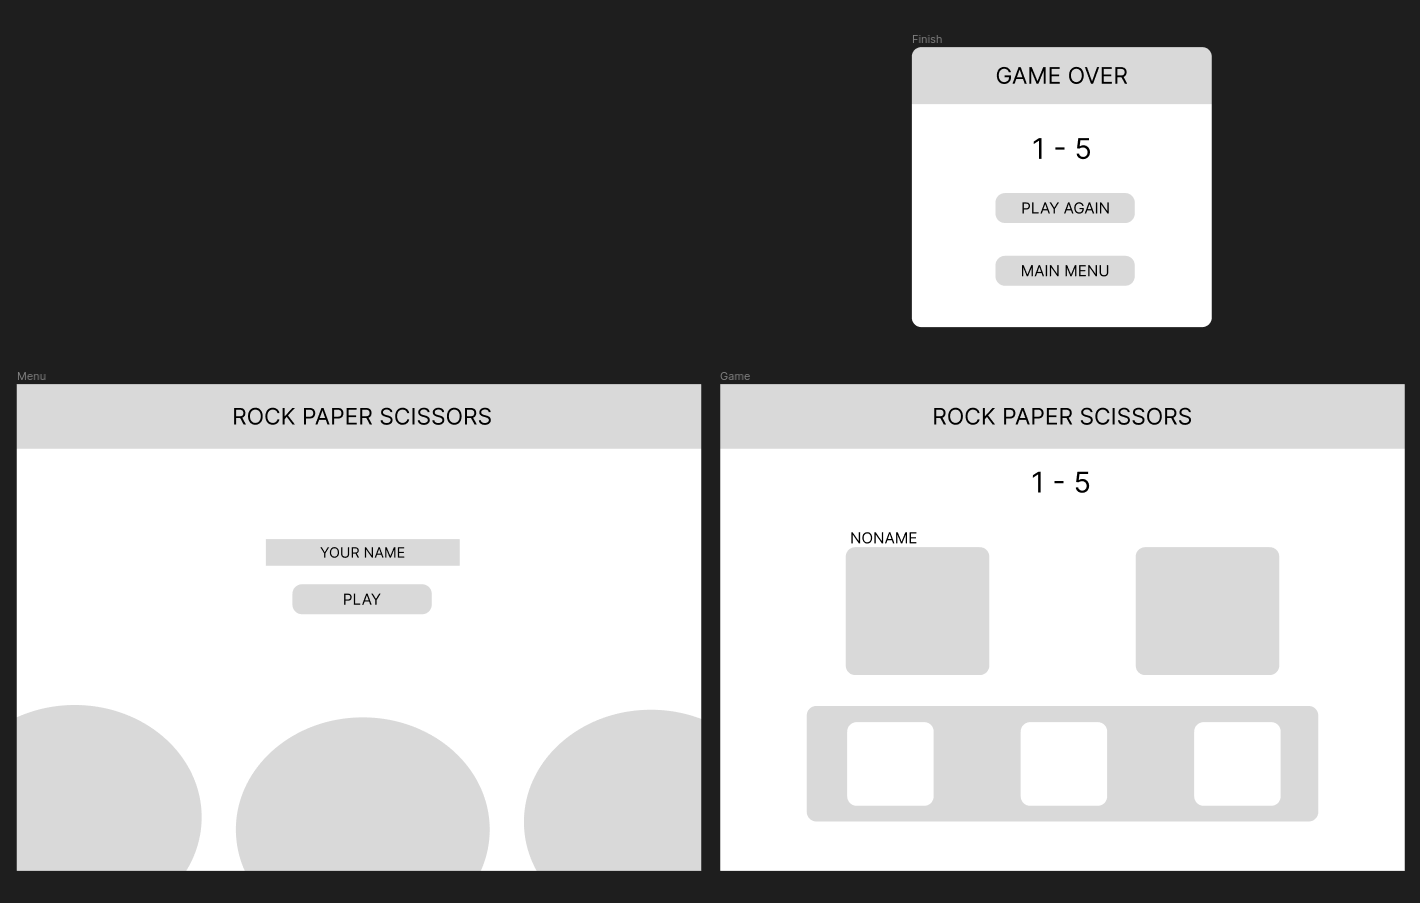 Finish
GAME OVER
1 - 5
PLAY AGAIN
MAIN MENU
Menu
ROCK PAPER SCISSORS
YOUR NAME
PLAY
Game
ROCK PAPER SCISSORS
1 - 5
NONAME